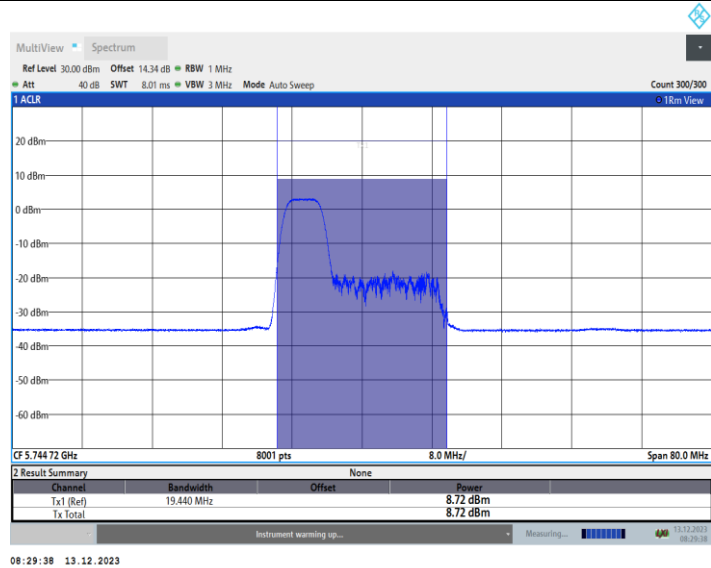 MultiView Spectrum
Ref Level 30.00 dBm Offset 14.34 dB RBW 1 MHz
Att 40 dB SWT 8.01 ms VBW 3 MHz Mode Auto Sweep Count 300/300
1 ACLR 1Rm View
20 dBm
10 dBm
0 dBm
-10 dBm
-20 dBm
-30 dBm
-40 dBm
-50 dBm
-60 dBm
CF 5.744 72 GHz 8001 pts 8.0 MHz/ Span 80.0 MHz
2 Result Summary None
Channel Bandwidth Offset Power
Tx1 (Ref) 19.440 MHz 8.72 dBm
Tx Total 8.72 dBm
Instrument warming up... Measuring... 13.12.2023
08:29:38
08:29:38 13.12.2023